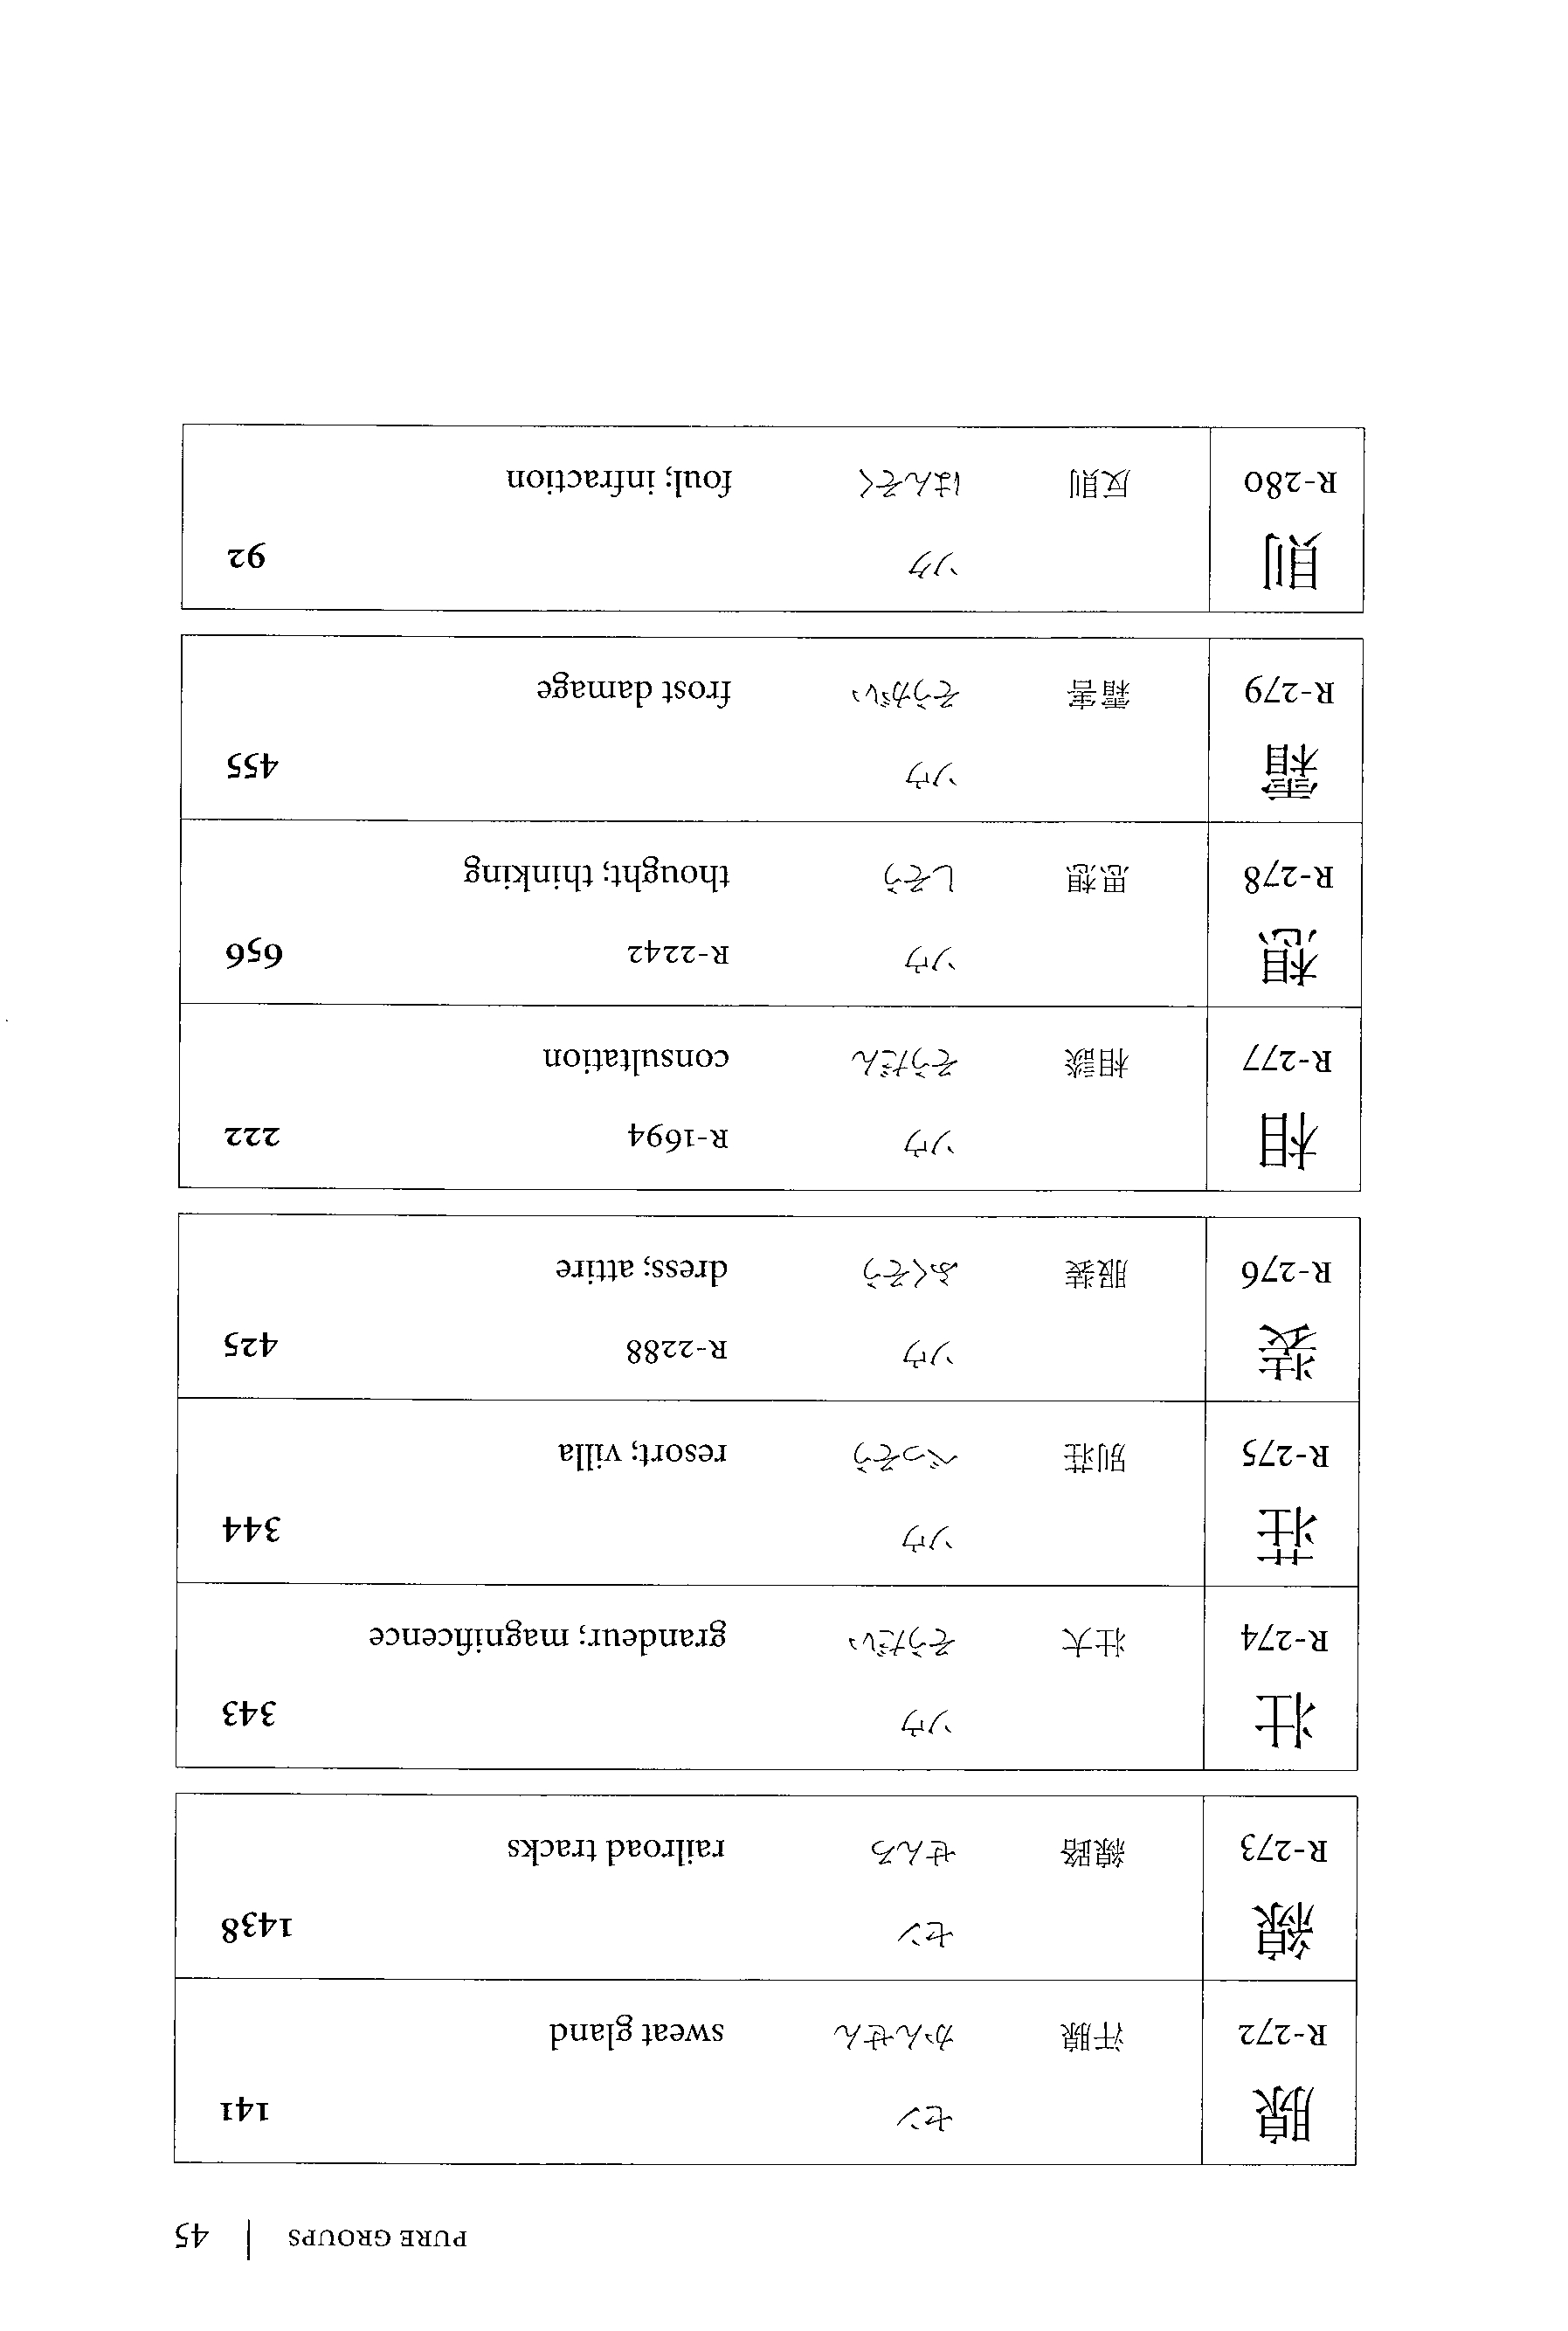 PURE GROUPS | 45
腺 セン 141
R-272 汗腺 かんせん sweat gland
線 セン 1438
R-273 線路 せんろ railroad tracks
壮 ソウ 343
R-274 壮大 そうだい grandeur; magnificence
荘 ソウ 344
R-275 別荘 べっそう resort; villa
装 ソウ R-2288 425
R-276 服装 ふくそう dress; attire
相 ソウ R-1694 222
R-277 相談 そうだん consultation
想 ソウ R-2242 656
R-278 思想 しそう thought; thinking
霜 ソウ 455
R-279 霜害 そうがい frost damage
則 ソク 92
R-280 反則 はんそく foul; infraction